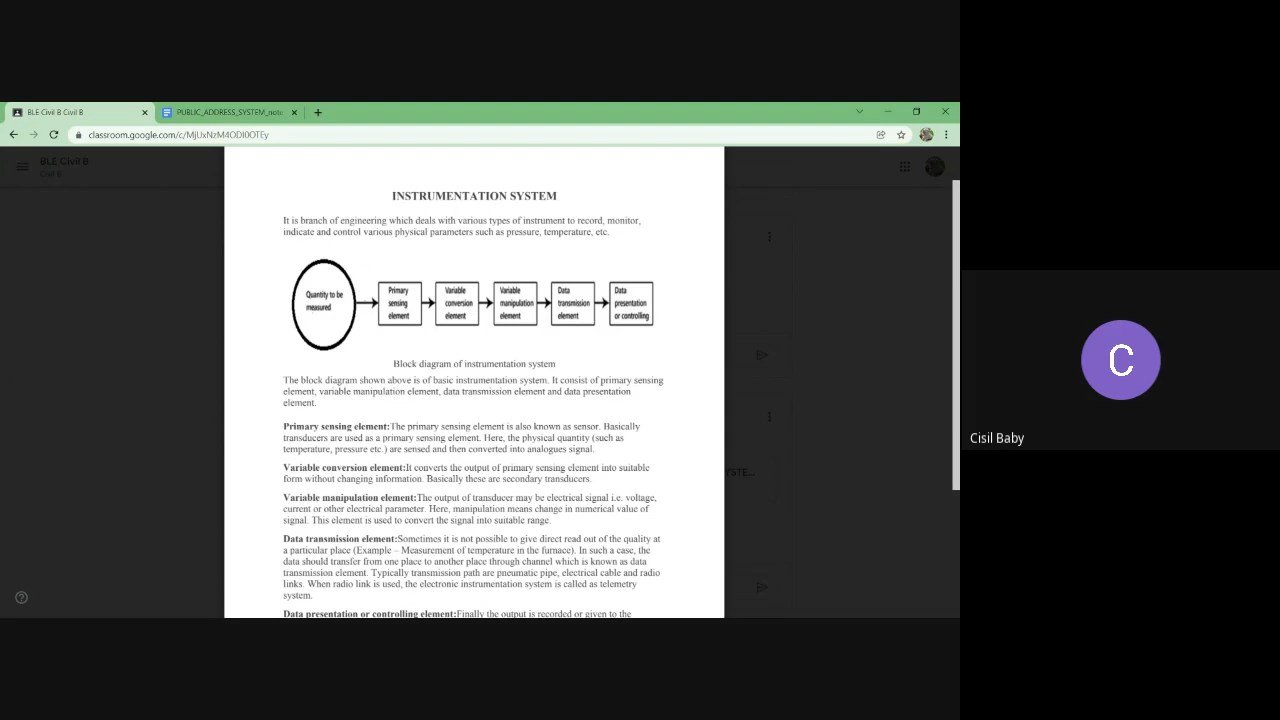 BLE Civil B Civil B
PUBLIC_ADDRESS_SYSTEM_note
classroom.google.com/c/MjUxNzM4ODI0OTEy
BLE Civil B
Civil B
INSTRUMENTATION SYSTEM
It is branch of engineering which deals with various types of instrument to record, monitor,
indicate and control various physical parameters such as pressure, temperature, etc.
Quantity to be
measured
Primary
sensing
element
Variable
conversion
element
Variable
manipulation
element
Data
transmission
element
Data
presentation
or controlling
Block diagram of instrumentation system
The block diagram shown above is of basic instrumentation system. It consist of primary sensing
element, variable manipulation element, data transmission element and data presentation
element.
Primary sensing element:The primary sensing element is also known as sensor. Basically
transducers are used as a primary sensing element. Here, the physical quantity (such as
temperature, pressure etc.) are sensed and then converted into analogues signal.
Variable conversion element:It converts the output of primary sensing element into suitable
form without changing information. Basically these are secondary transducers.
Variable manipulation element:The output of transducer may be electrical signal i.e. voltage,
current or other electrical parameter. Here, manipulation means change in numerical value of
signal. This element is used to convert the signal into suitable range.
Data transmission element:Sometimes it is not possible to give direct read out of the quality at
a particular place (Example – Measurement of temperature in the furnace). In such a case, the
data should transfer from one place to another place through channel which is known as data
transmission element. Typically transmission path are pneumatic pipe, electrical cable and radio
links. When radio link is used, the electronic instrumentation system is called as telemetry
system.
Data presentation or controlling element:Finally the output is recorded or given to the
YSTE...
C
Cisil Baby